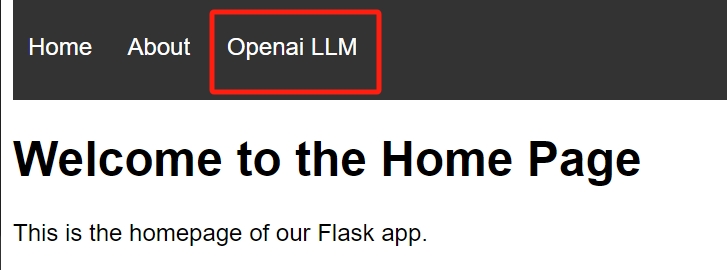 Home About Openai LLM
Welcome to the Home Page
This is the homepage of our Flask app.